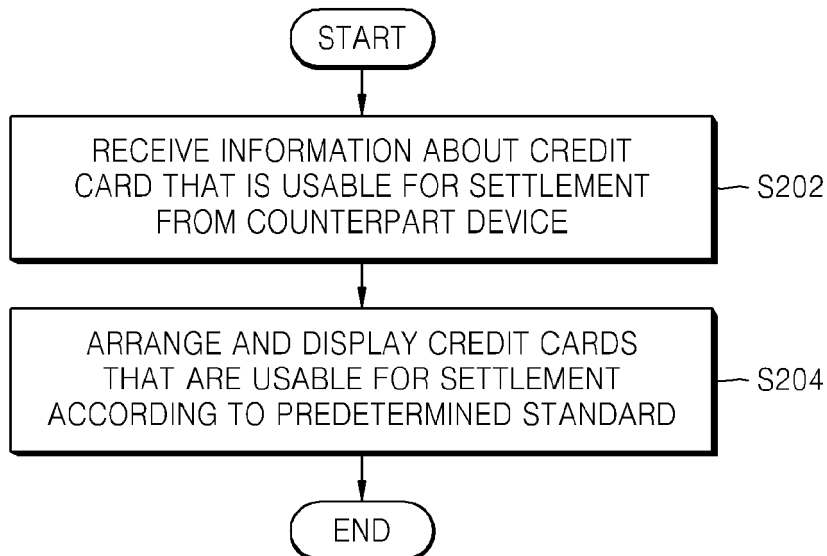 START
RECEIVE INFORMATION ABOUT CREDIT
CARD THAT IS USABLE FOR SETTLEMENT
FROM COUNTERPART DEVICE
S202
ARRANGE AND DISPLAY CREDIT CARDS
THAT ARE USABLE FOR SETTLEMENT
ACCORDING TO PREDETERMINED STANDARD
S204
END